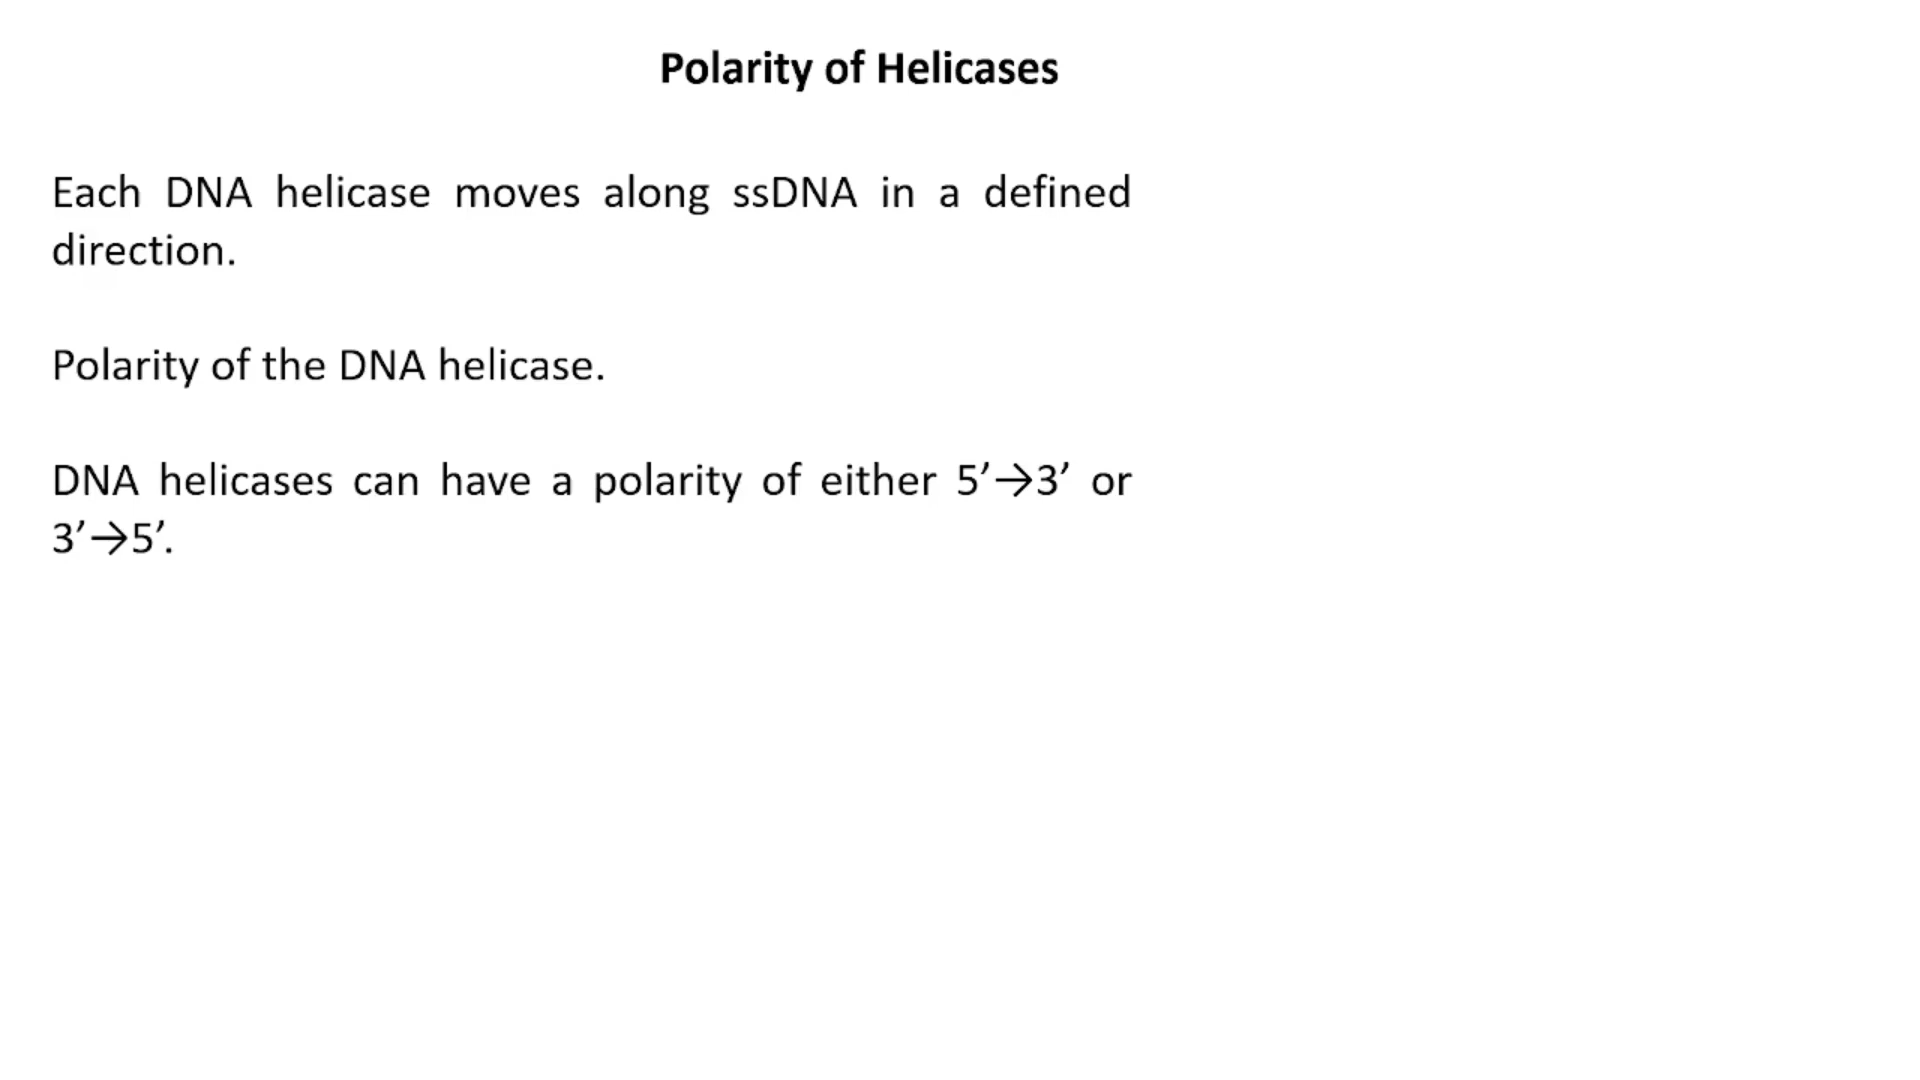 Polarity of Helicases
Each DNA helicase moves along ssDNA in a defined
direction.
Polarity of the DNA helicase.
DNA helicases can have a polarity of either 5’→3’ or
3’→5’.